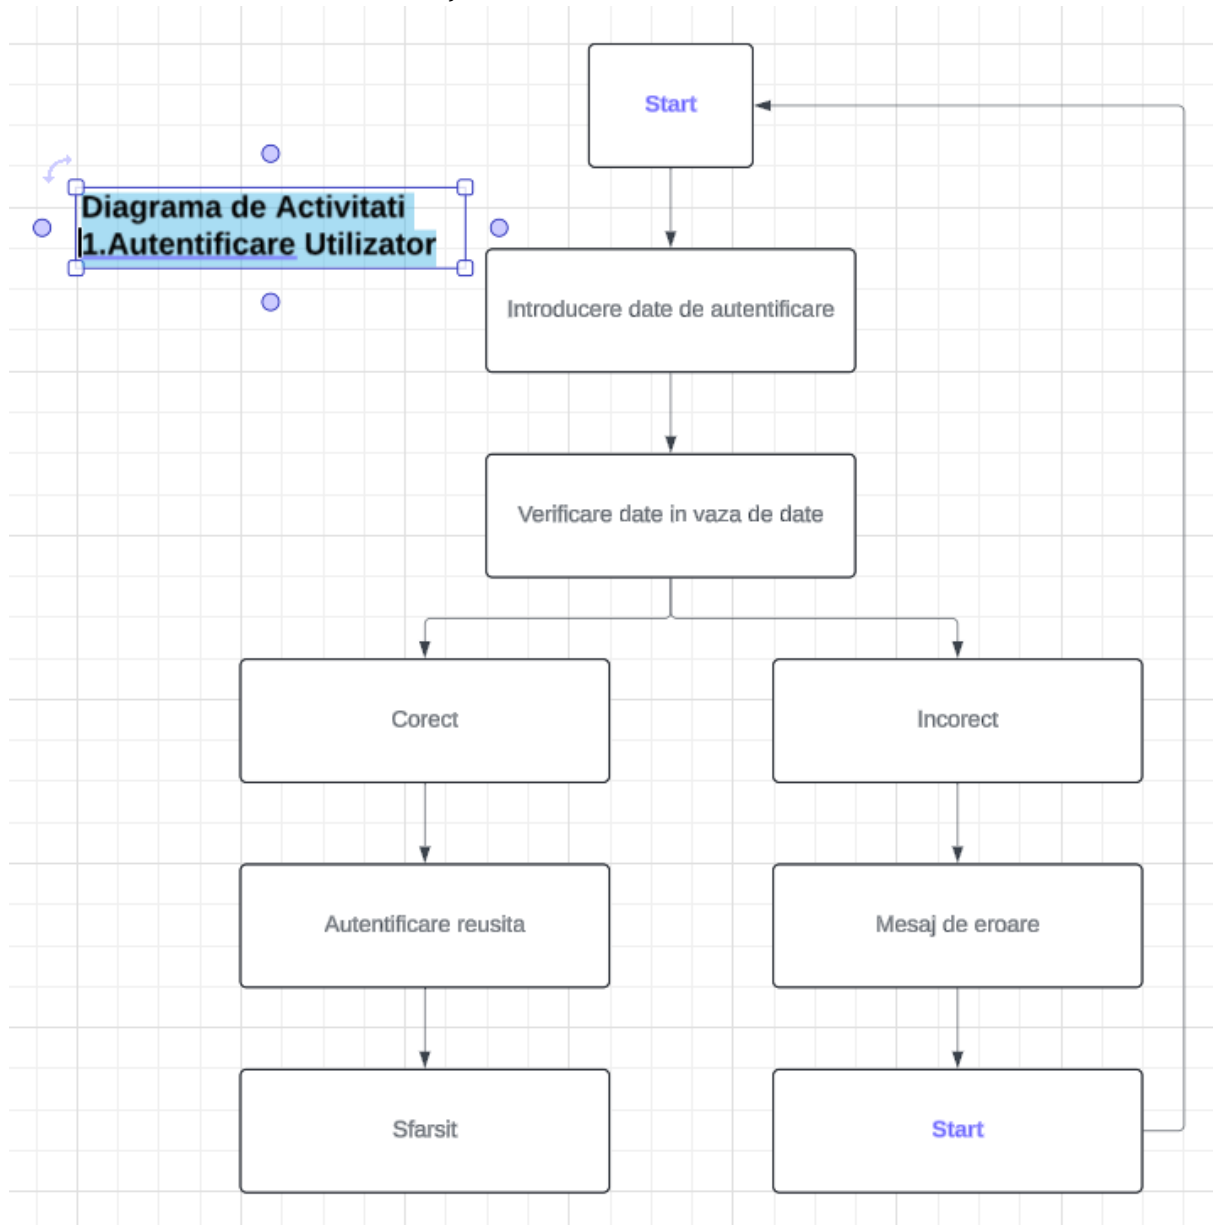 Start
Diagrama de Activitati
1.Autentificare Utilizator
Introducere date de autentificare
Verificare date in vaza de date
Corect
Incorect
Autentificare reusita
Mesaj de eroare
Sfarsit
Start